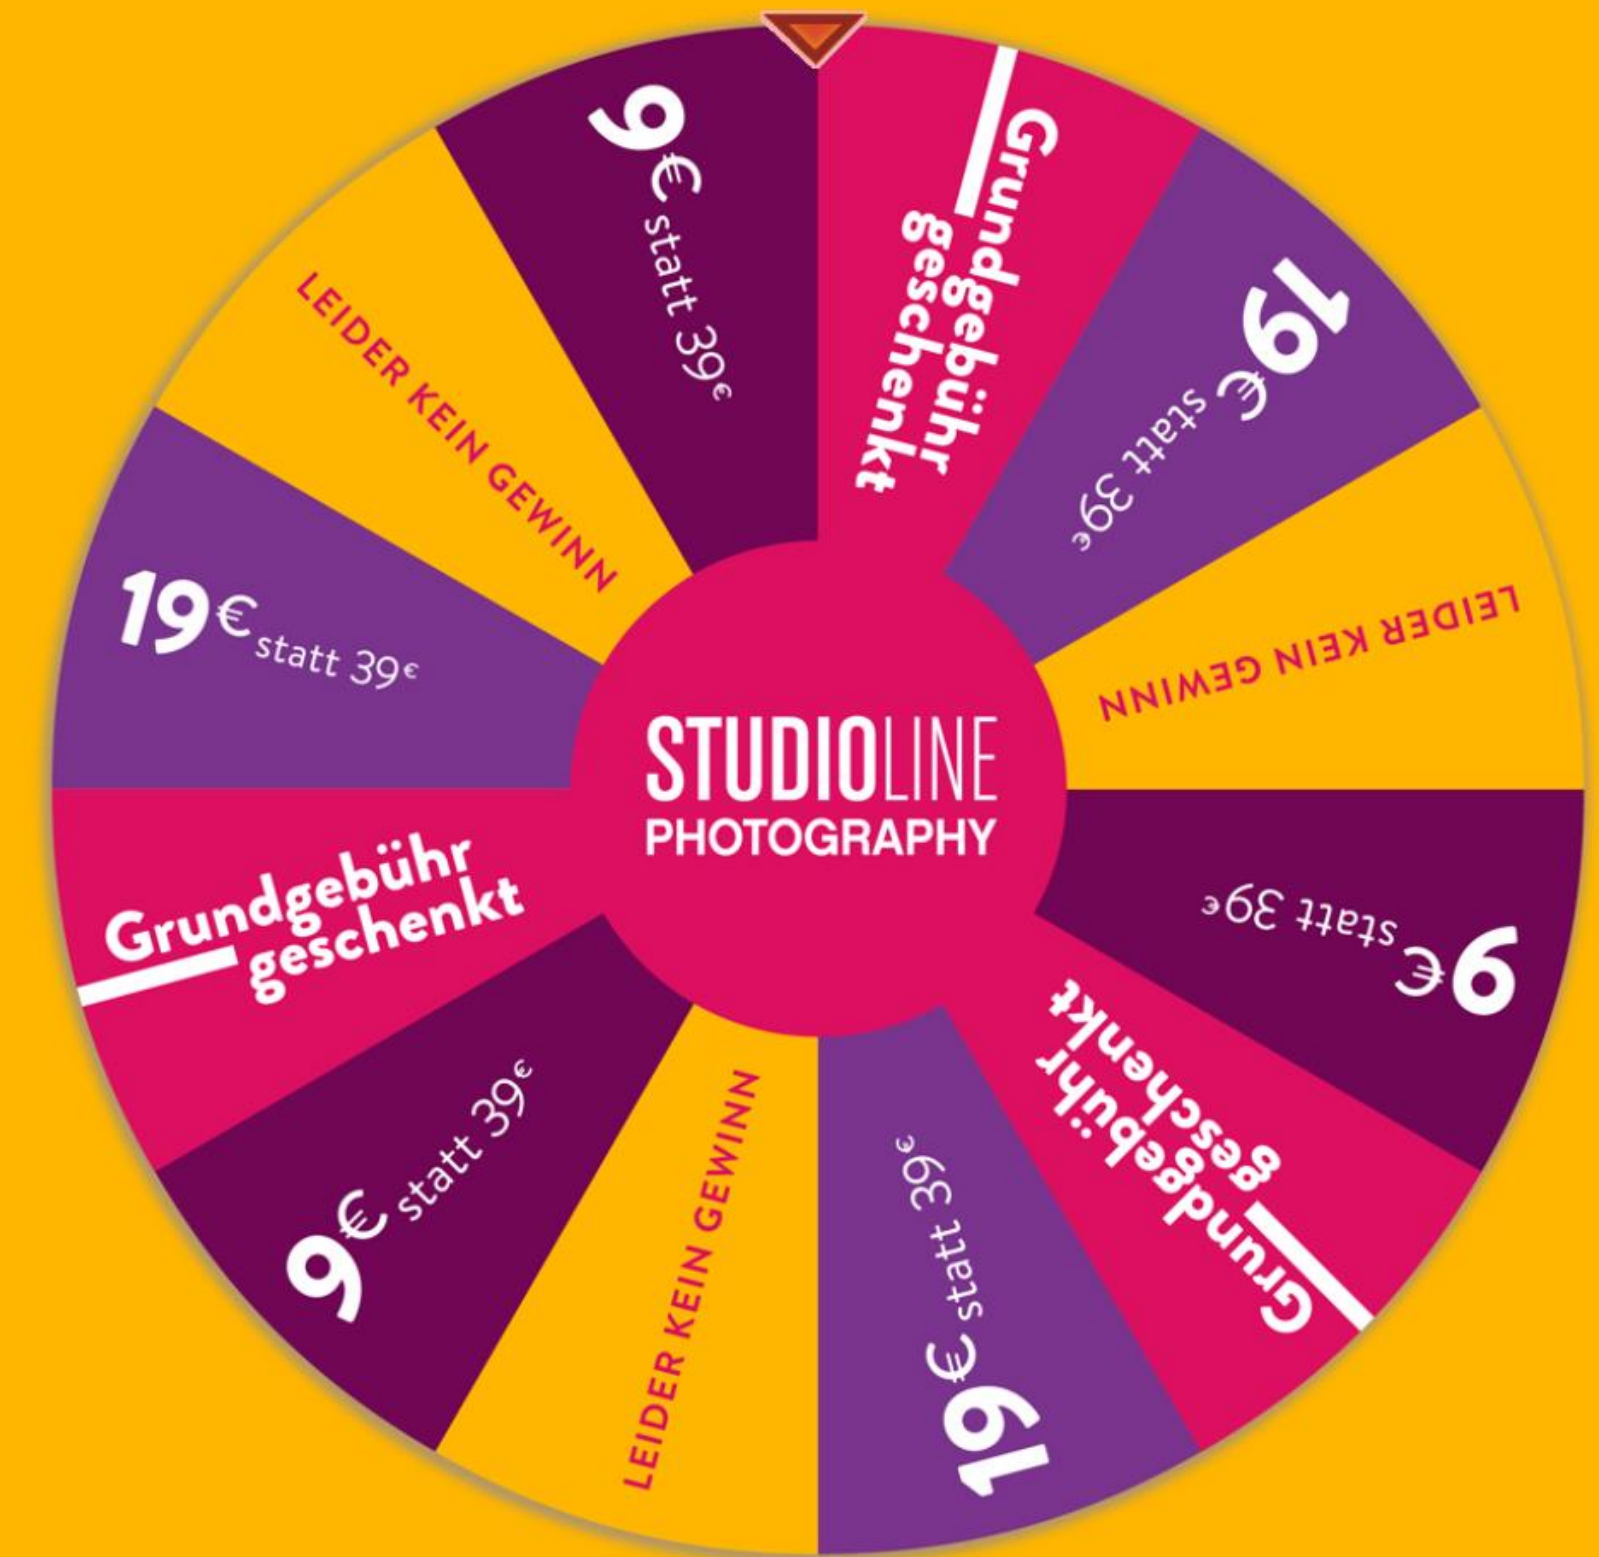 Grundgebühr
geschenkt
19€ statt 39€
LEIDER KEIN GEWINN
9€ statt 39€
Grundgebühr
geschenkt
19€ statt 39€
LEIDER KEIN GEWINN
9€ statt 39€
Grundgebühr
geschenkt
19€ statt 39€
LEIDER KEIN GEWINN
9€ statt 39€
STUDIOLINE
PHOTOGRAPHY